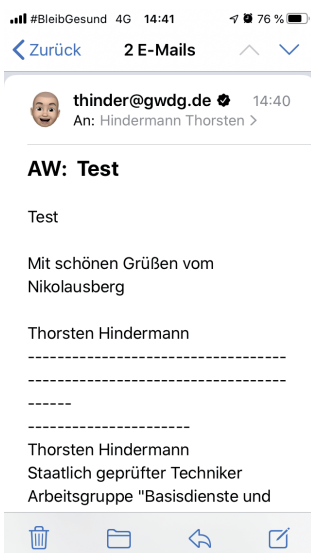 #BleibGesund 4G 14:41 76 %
Zurück 2 E-Mails
thinder@gwdg.de 14:40
An: Hindermann Thorsten >
AW: Test
Test
Mit schönen Grüßen vom
Nikolausberg
Thorsten Hindermann
-----------------------------------
-----------------------------------
------
----------------------
Thorsten Hindermann
Staatlich geprüfter Techniker
Arbeitsgruppe "Basisdienste und